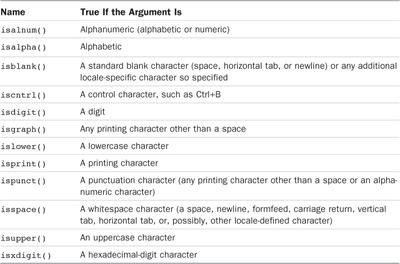 Name True If the Argument Is
isalnum() Alphanumeric (alphabetic or numeric)
isalpha() Alphabetic
isblank() A standard blank character (space, horizontal tab, or newline) or any additional
locale-specific character so specified
iscntrl() A control character, such as Ctrl+B
isdigit() A digit
isgraph() Any printing character other than a space
islower() A lowercase character
isprint() A printing character
ispunct() A punctuation character (any printing character other than a space or an alpha-
numeric character)
isspace() A whitespace character (a space, newline, formfeed, carriage return, vertical
tab, horizontal tab, or, possibly, other locale-defined character)
isupper() An uppercase character
isxdigit() A hexadecimal-digit character